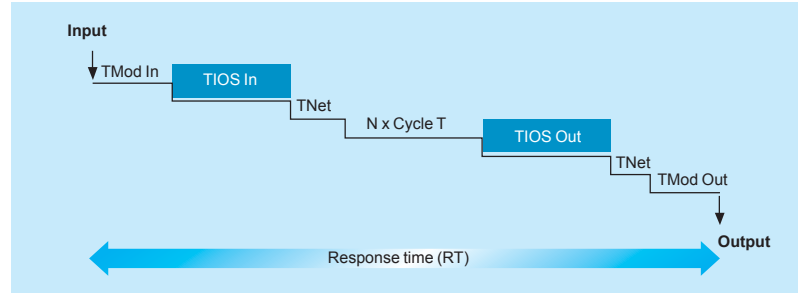 Input
TMod In
TIOS In
TNet
N x Cycle T
TIOS Out
TNet
TMod Out
Output
Response time (RT)